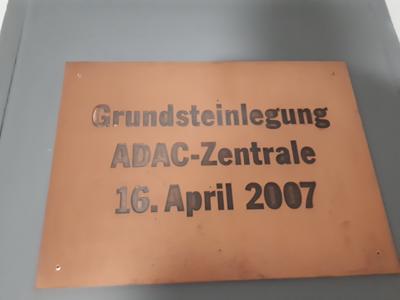 Grundsteinlegung
ADAC-Zentrale
16. April 2007